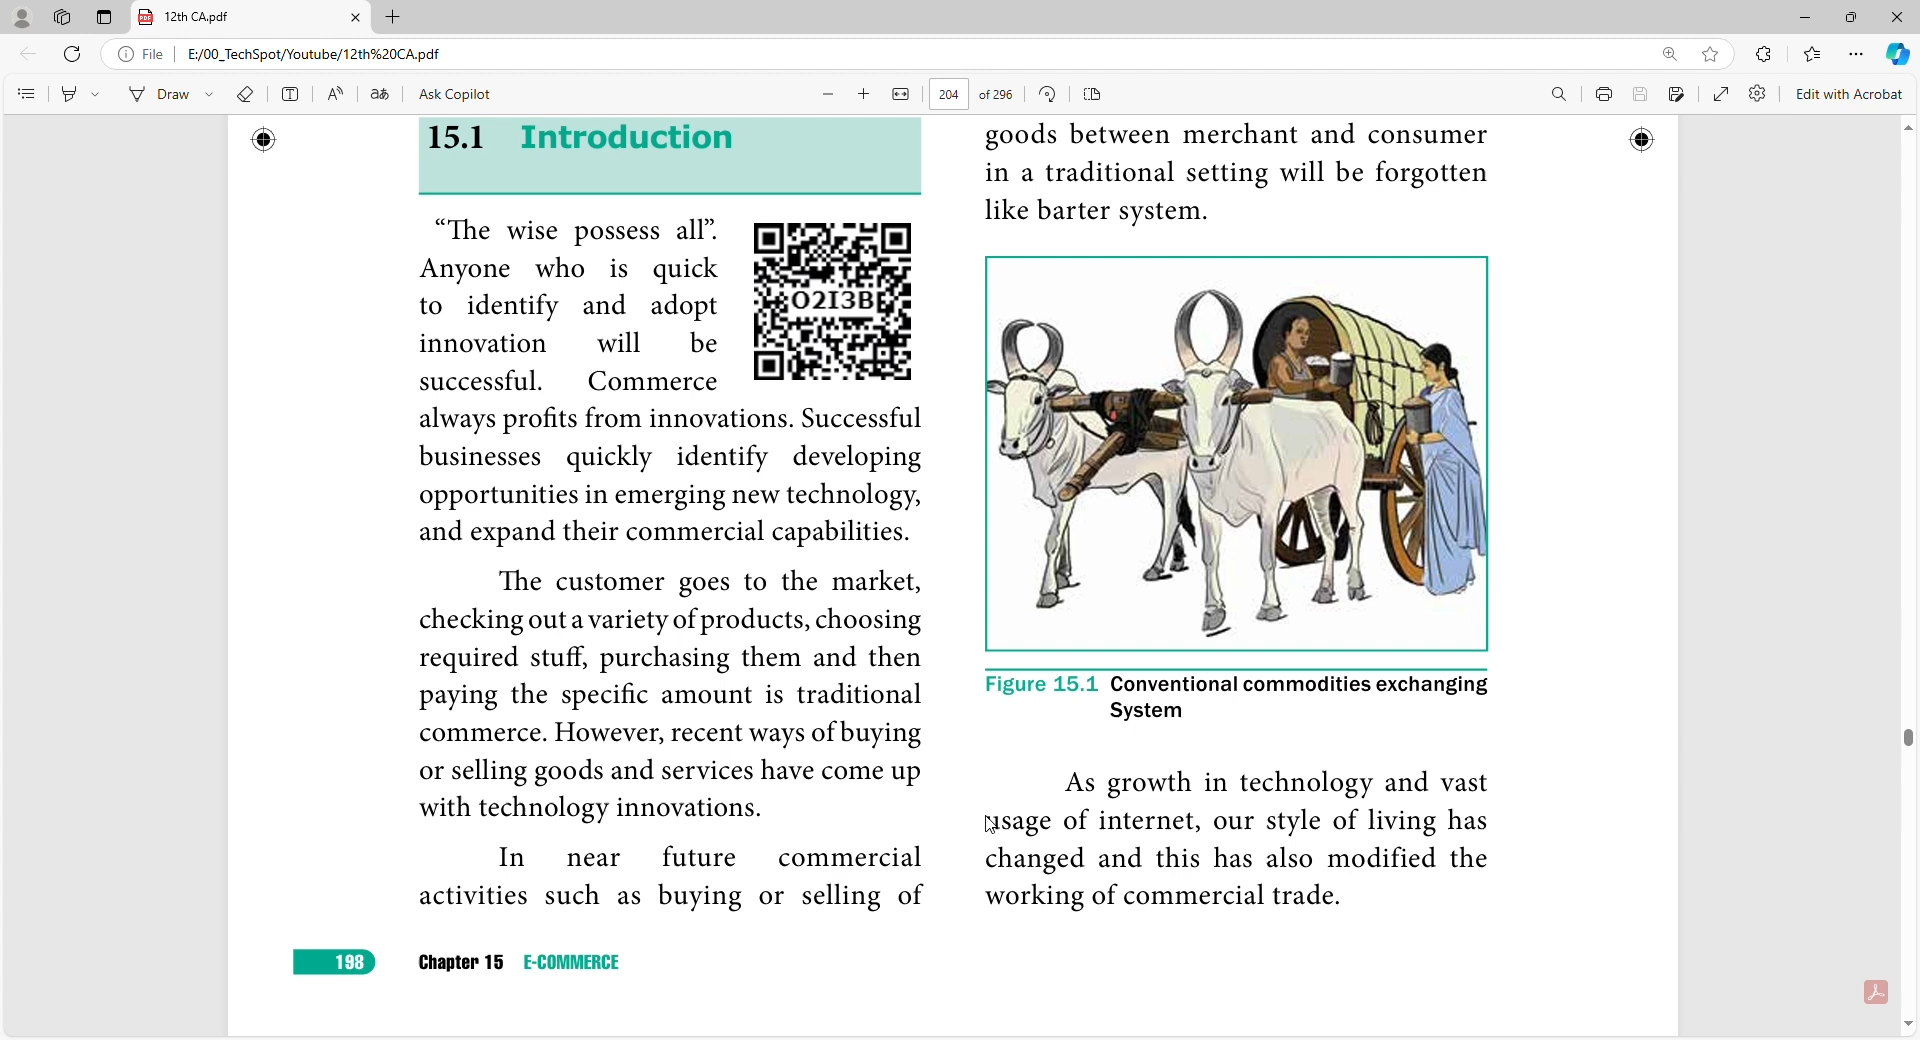 12th CA.pdf
File
E:/00_TechSpot/Youtube/12th%20CA.pdf
Draw
Ask Copilot
204
of 296
Edit with Acrobat
15.1 Introduction
“The wise possess all”.
Anyone who is quick
to identify and adopt
innovation will be
successful. Commerce
always profits from innovations. Successful
businesses quickly identify developing
opportunities in emerging new technology,
and expand their commercial capabilities.
O2I3BE
The customer goes to the market,
checking out a variety of products, choosing
required stuff, purchasing them and then
paying the specific amount is traditional
commerce. However, recent ways of buying
or selling goods and services have come up
with technology innovations.
In near future commercial
activities such as buying or selling of
goods between merchant and consumer
in a traditional setting will be forgotten
like barter system.
Figure 15.1 Conventional commodities exchanging
System
As growth in technology and vast
usage of internet, our style of living has
changed and this has also modified the
working of commercial trade.
198
Chapter 15 E-COMMERCE